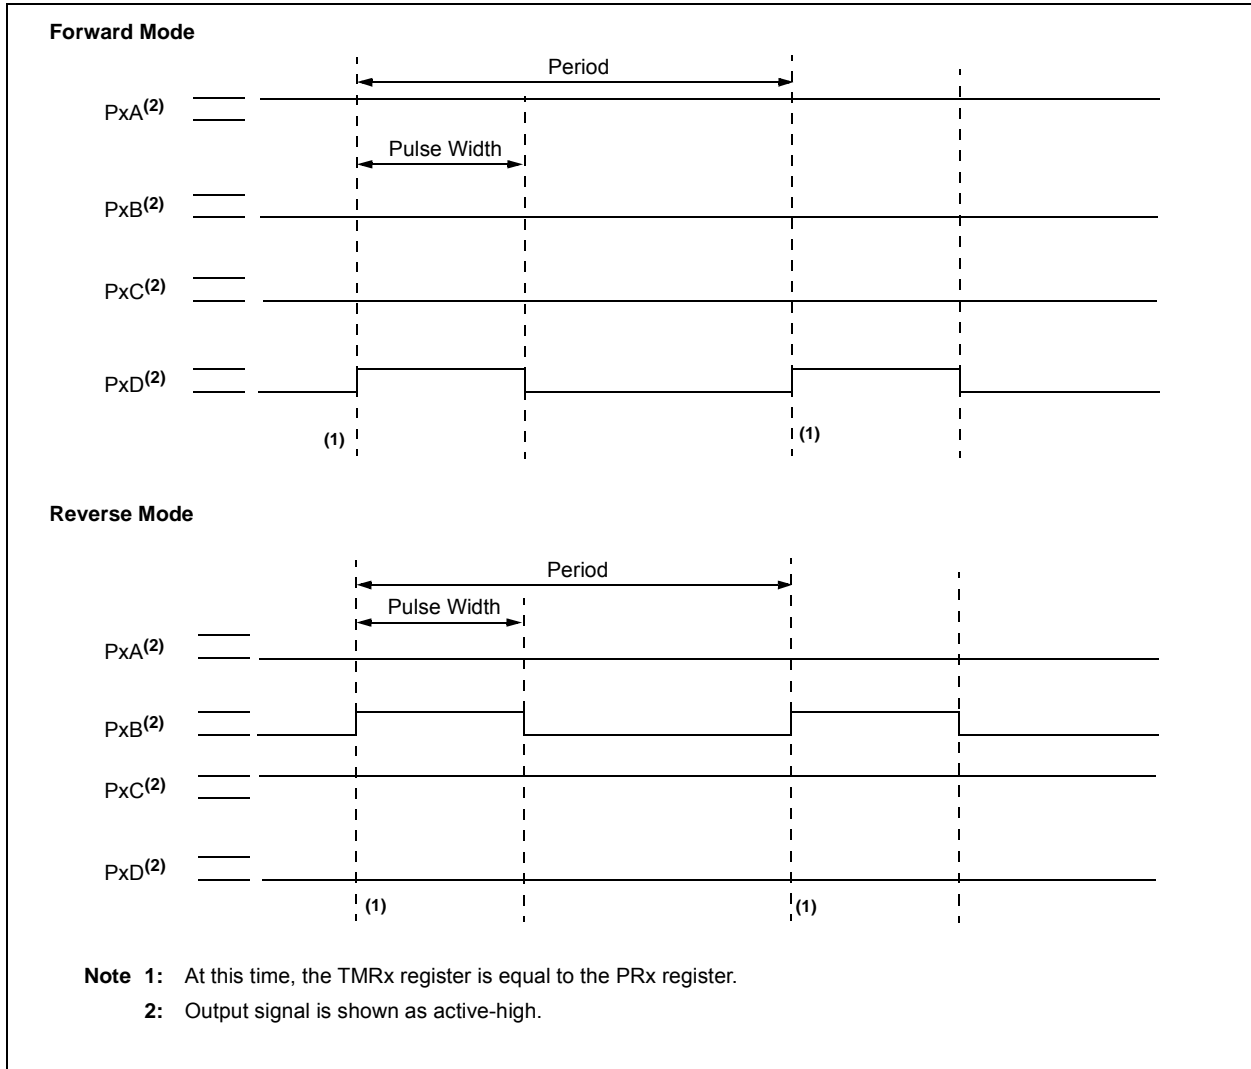 Forward Mode
Period
PxA(2)
Pulse Width
PxB(2)
PxC(2)
PxD(2)
(1) (1)
Reverse Mode
Period
Pulse Width
PxA(2)
PxB(2)
PxC(2)
PxD(2)
(1) (1)
Note 1: At this time, the TMRx register is equal to the PRx register.
2: Output signal is shown as active-high.